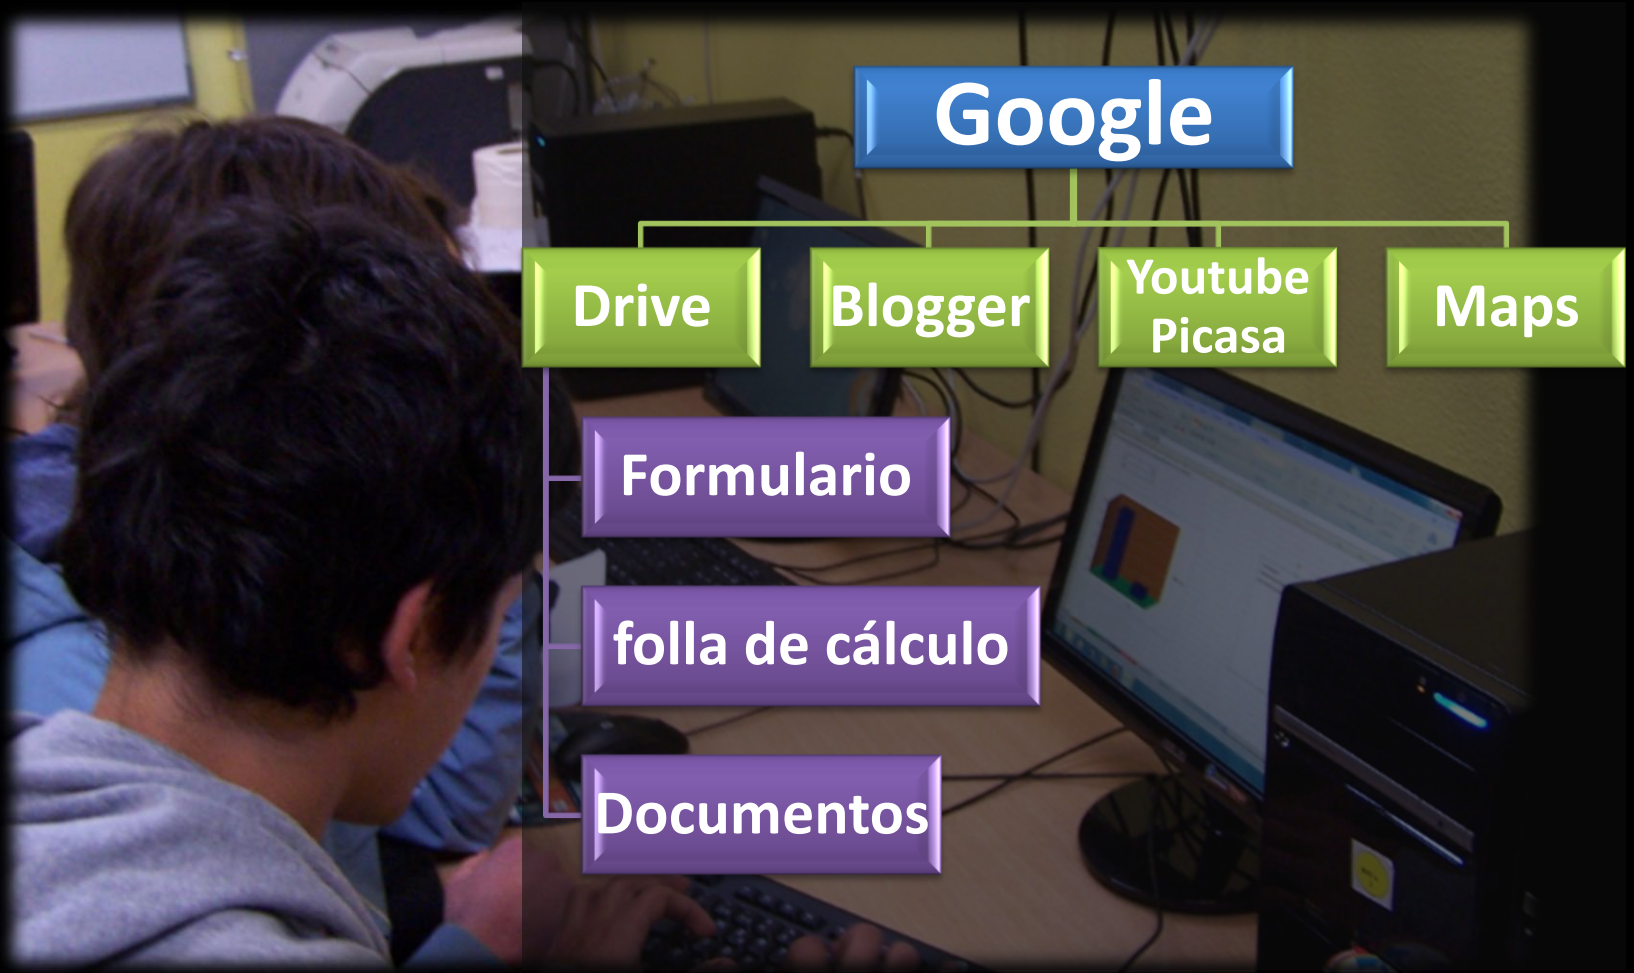 Google
Drive
Blogger
Youtube
Picasa
Maps
Formulario
folla de cálculo
Documentos